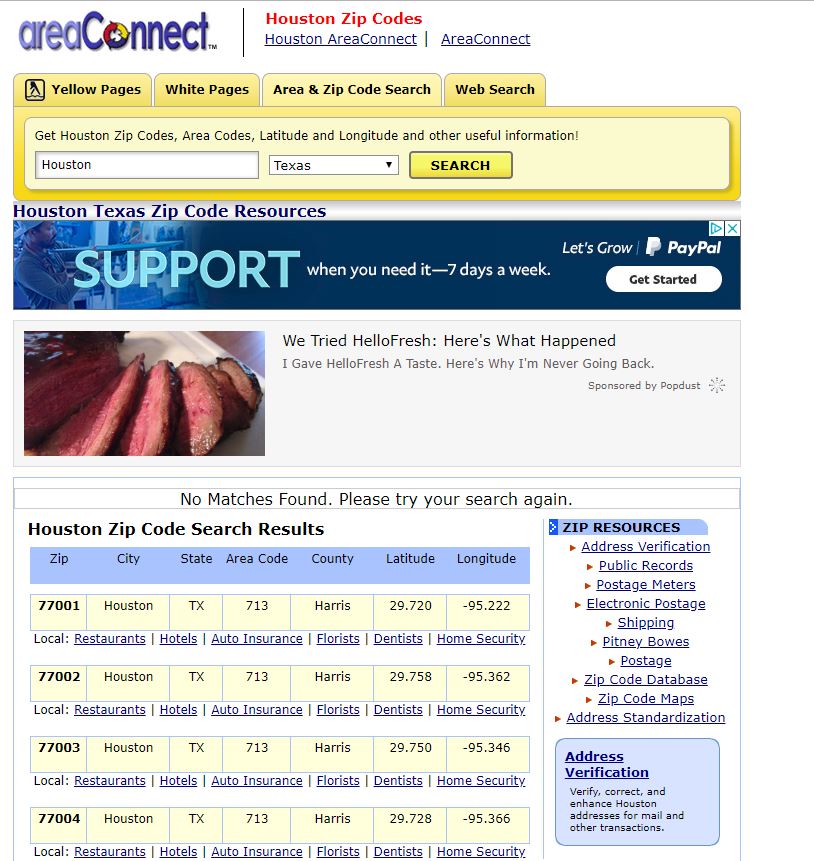 areaConnect™
Houston Zip Codes
Houston AreaConnect | AreaConnect
Yellow Pages White Pages Area & Zip Code Search Web Search
Get Houston Zip Codes, Area Codes, Latitude and Longitude and other useful information!
Houston Texas SEARCH
Houston Texas Zip Code Resources
SUPPORT when you need it—7 days a week.
Let's Grow | PayPal
Get Started
We Tried HelloFresh: Here's What Happened
I Gave HelloFresh A Taste. Here's Why I'm Never Going Back.
Sponsored by Popdust
No Matches Found. Please try your search again.
Houston Zip Code Search Results
Zip City State Area Code County Latitude Longitude
77001 Houston TX 713 Harris 29.720 -95.222
Local: Restaurants | Hotels | Auto Insurance | Florists | Dentists | Home Security
77002 Houston TX 713 Harris 29.758 -95.362
Local: Restaurants | Hotels | Auto Insurance | Florists | Dentists | Home Security
77003 Houston TX 713 Harris 29.750 -95.346
Local: Restaurants | Hotels | Auto Insurance | Florists | Dentists | Home Security
77004 Houston TX 713 Harris 29.728 -95.366
Local: Restaurants | Hotels | Auto Insurance | Florists | Dentists | Home Security
ZIP RESOURCES
Address Verification
Public Records
Postage Meters
Electronic Postage
Shipping
Pitney Bowes
Postage
Zip Code Database
Zip Code Maps
Address Standardization
Address
Verification
Verify, correct, and
enhance Houston
addresses for mail and
other transactions.